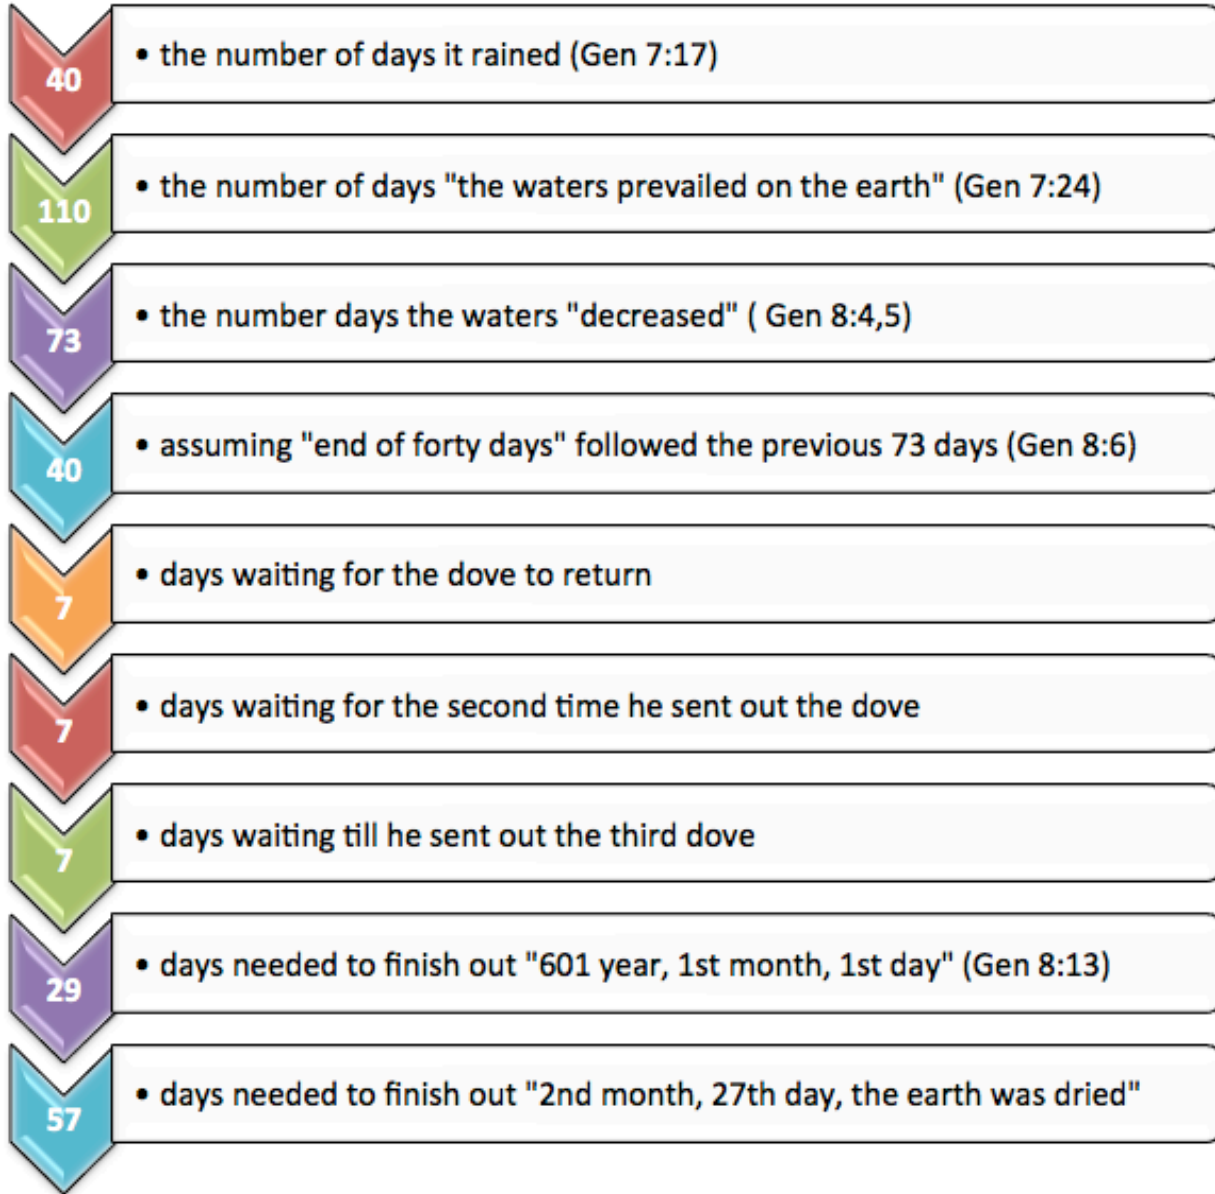 40
• the number of days it rained (Gen 7:17)
110
• the number of days "the waters prevailed on the earth" (Gen 7:24)
73
• the number days the waters "decreased" ( Gen 8:4,5)
40
• assuming "end of forty days" followed the previous 73 days (Gen 8:6)
7
• days waiting for the dove to return
7
• days waiting for the second time he sent out the dove
7
• days waiting till he sent out the third dove
29
• days needed to finish out "601 year, 1st month, 1st day" (Gen 8:13)
57
• days needed to finish out "2nd month, 27th day, the earth was dried"